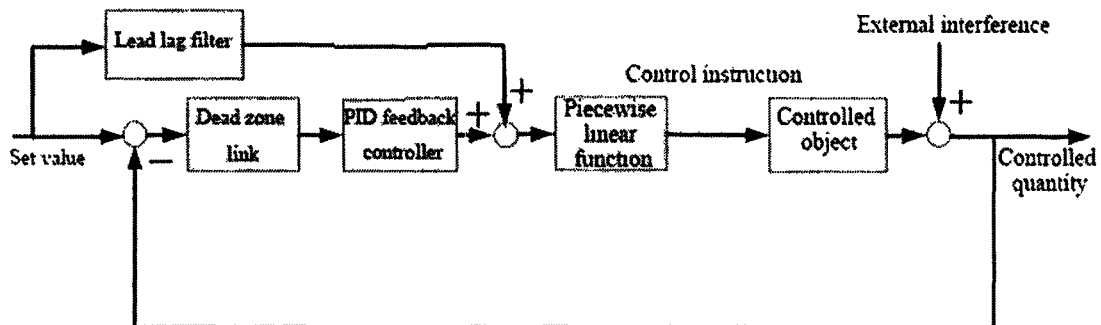 Lead lag filter
External interference
+
Control instruction
+
+
Dead zone
link
PID feedback
controller
Piecewise
linear
function
Controlled
object
Set value
−
Controlled
quantity